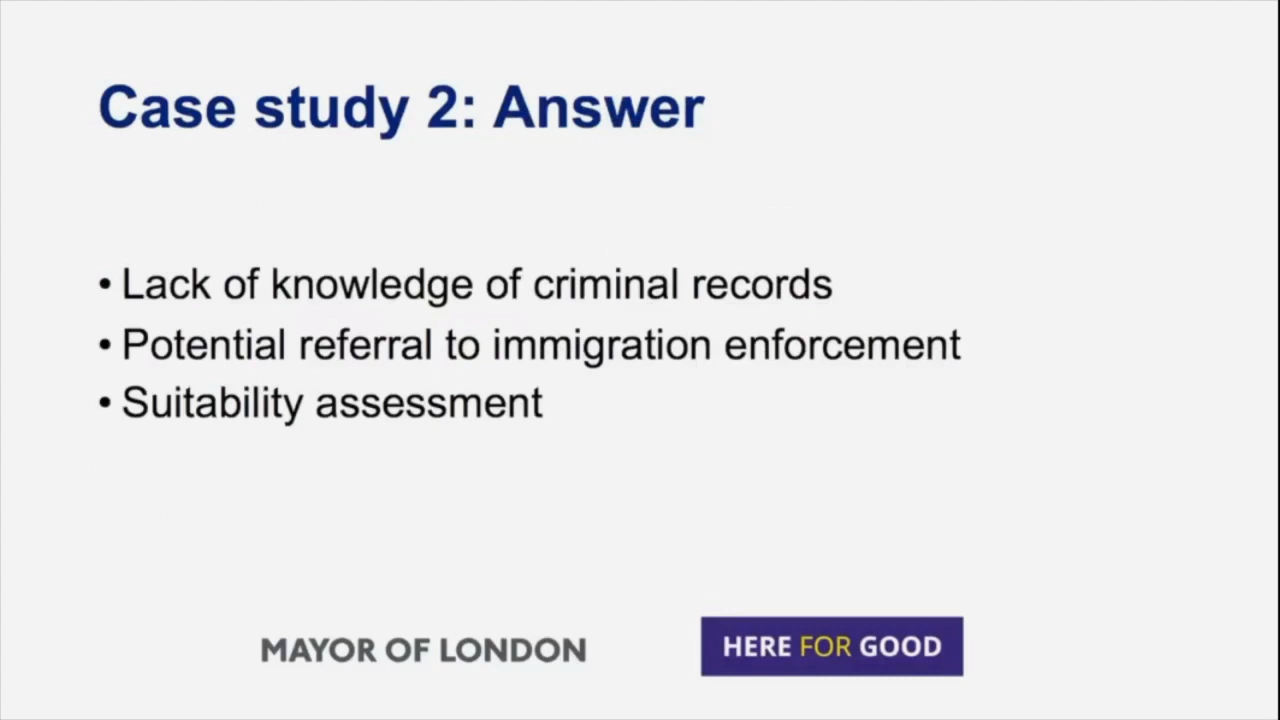 Case study 2: Answer
• Lack of knowledge of criminal records
• Potential referral to immigration enforcement
• Suitability assessment
MAYOR OF LONDON
HERE FOR GOOD